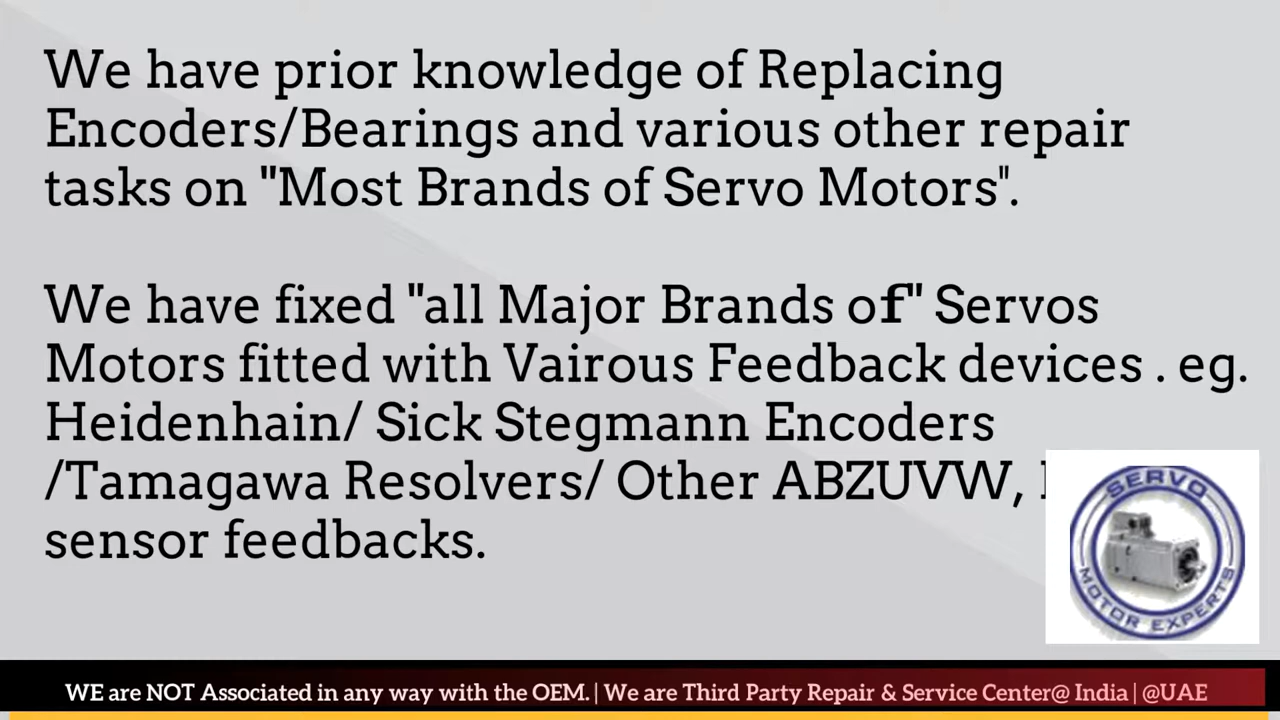 We have prior knowledge of Replacing
Encoders/Bearings and various other repair
tasks on "Most Brands of Servo Motors".
We have fixed "all Major Brands of" Servos
Motors fitted with Vairous Feedback devices . eg.
Heidenhain/ Sick Stegmann Encoders
/Tamagawa Resolvers/ Other ABZUVW,
sensor feedbacks.
SERVO
MOTOR EXPERTS
WE are NOT Associated in any way with the OEM. | We are Third Party Repair & Service Center@ India | @UAE